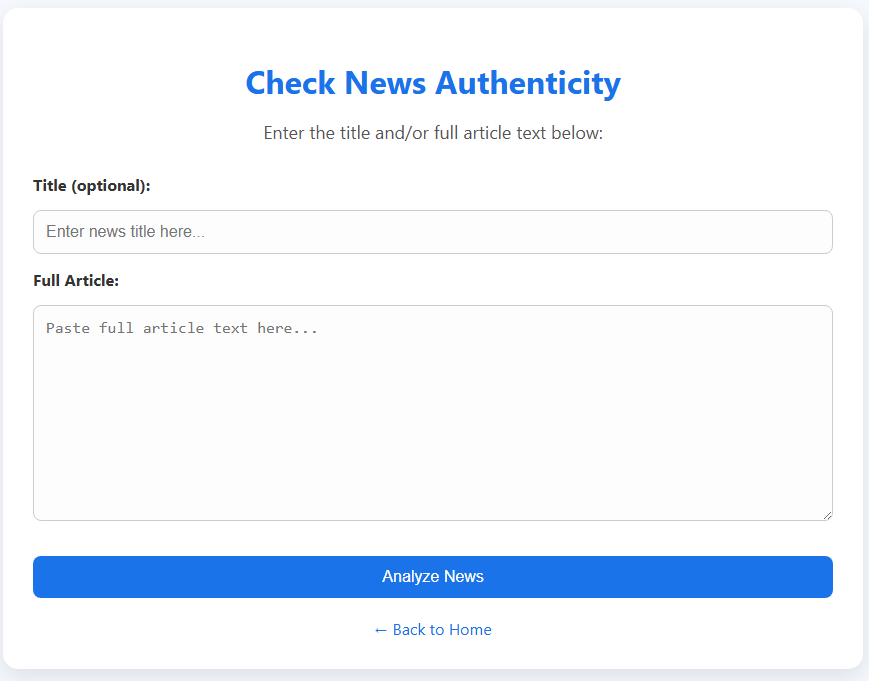 Check News Authenticity
Enter the title and/or full article text below:
Title (optional):
Enter news title here...
Full Article:
Paste full article text here...
Analyze News
← Back to Home